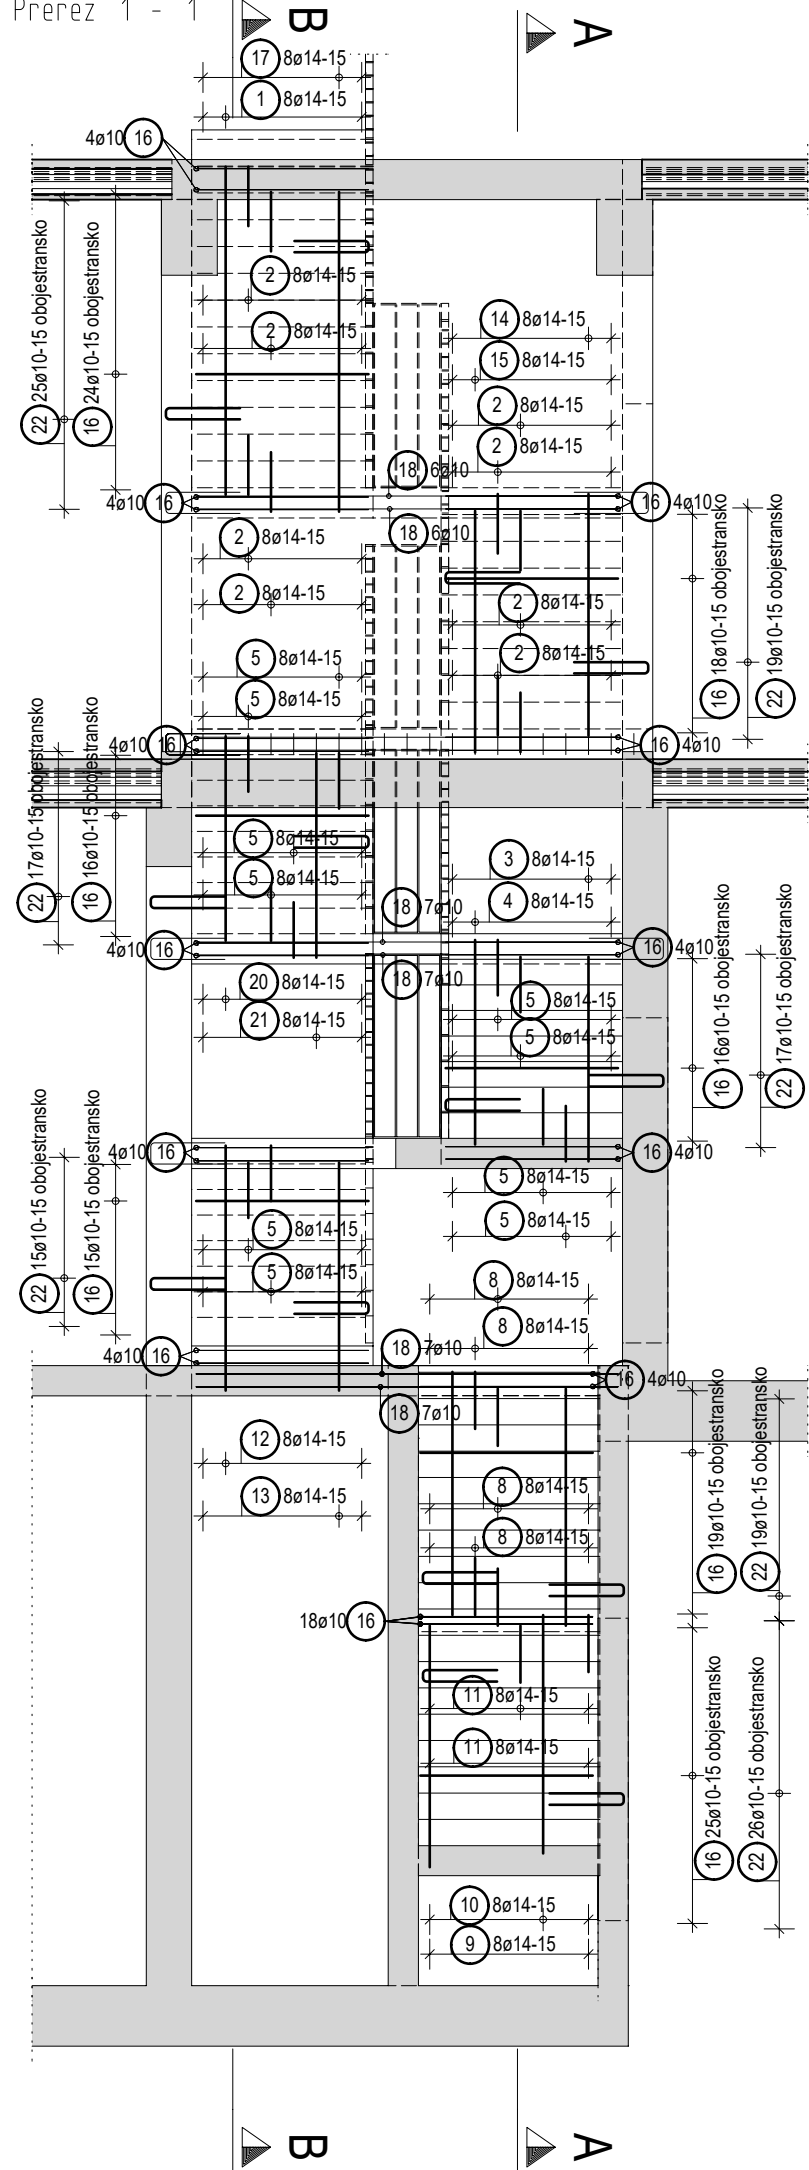 Prerez 1 - 1
B
A
17 8ø14-15
1 8ø14-15
4ø10 16
22 25ø10-15 obojestransko
16 24ø10-15 obojestransko
2 8ø14-15
2 8ø14-15
14 8ø14-15
15 8ø14-15
2 8ø14-15
2 8ø14-15
18 6ø10
4ø10 16
16 4ø10
18 6ø10
2 8ø14-15
2 8ø14-15
2 8ø14-15
2 8ø14-15
16 18ø10-15 obojestransko
22 19ø10-15 obojestransko
5 8ø14-15
5 8ø14-15
4ø10 16
16 4ø10
22 17ø10-15 obojestransko
16 16ø10-15 obojestransko
5 8ø14-15
5 8ø14-15
3 8ø14-15
4 8ø14-15
18 7ø10
4ø10 16
16 4ø10
18 7ø10
20 8ø14-15
21 8ø14-15
5 8ø14-15
5 8ø14-15
16 16ø10-15 obojestransko
22 17ø10-15 obojestransko
4ø10 16
16 4ø10
22 15ø10-15 obojestransko
16 15ø10-15 obojestransko
5 8ø14-15
5 8ø14-15
5 8ø14-15
5 8ø14-15
8 8ø14-15
8 8ø14-15
4ø10 16
18 7ø10
16 4ø10
18 7ø10
12 8ø14-15
13 8ø14-15
8 8ø14-15
8 8ø14-15
16 19ø10-15 obojestransko
22 19ø10-15 obojestransko
18ø10 16
11 8ø14-15
11 8ø14-15
16 25ø10-15 obojestransko
22 26ø10-15 obojestransko
10 8ø14-15
9 8ø14-15
B
A